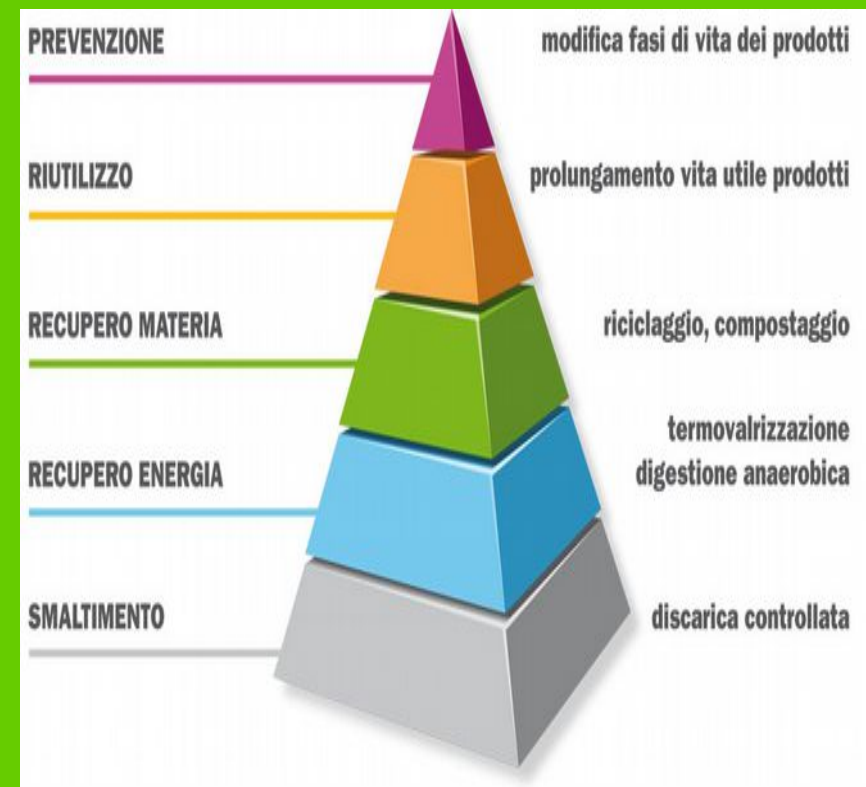 PREVENZIONE
modifica fasi di vita dei prodotti
RIUTILIZZO
prolungamento vita utile prodotti
RECUPERO MATERIA
riciclaggio, compostaggio
RECUPERO ENERGIA
termovalrizzazione
digestione anaerobica
SMALTIMENTO
discarica controllata